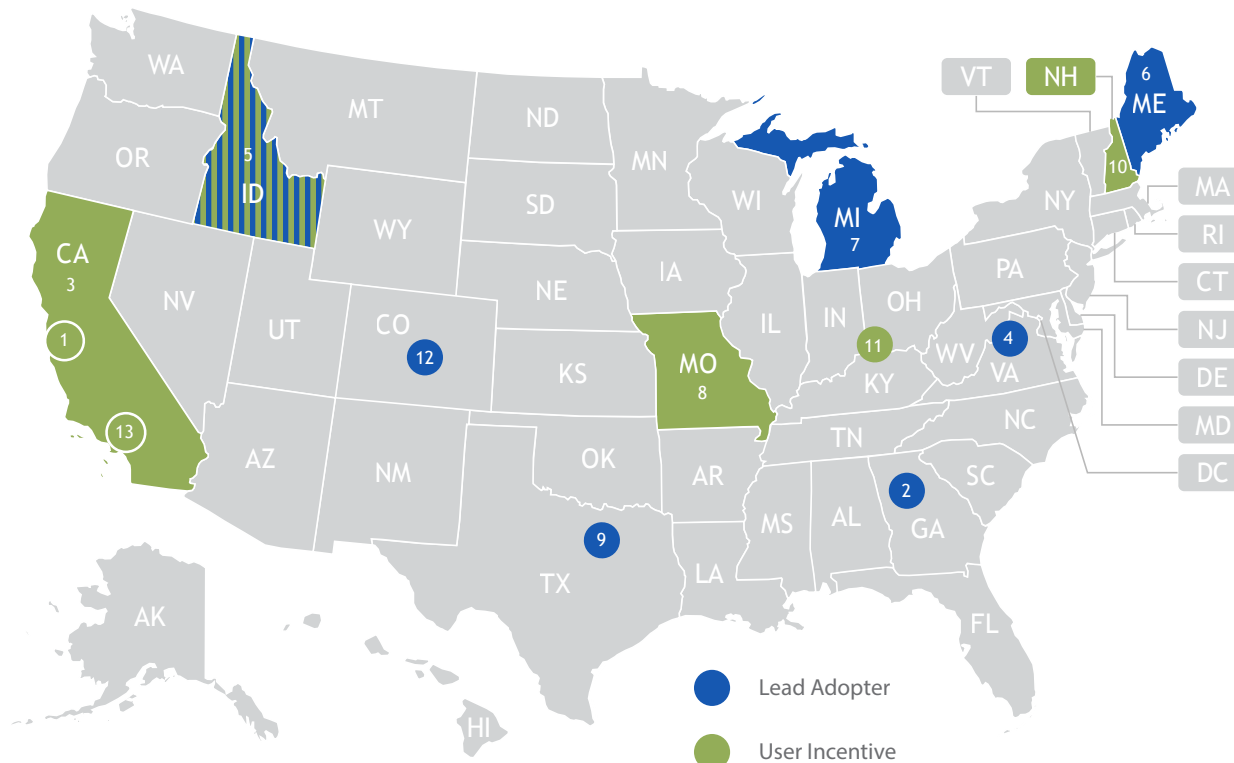 WA
MT
ND
MN
VT
NH
6
ME
OR
5
ID
SD
WI
MI
7
NY
10
MA
RI
CT
NJ
DE
MD
DC
WY
CA
3
1
13
NV
UT
CO
12
NE
IA
IL
IN
OH
11
PA
WV
4
VA
KS
MO
8
KY
AZ
NM
OK
AR
TN
NC
SC
2
GA
AL
MS
9
TX
LA
FL
AK
HI
Lead Adopter
User Incentive